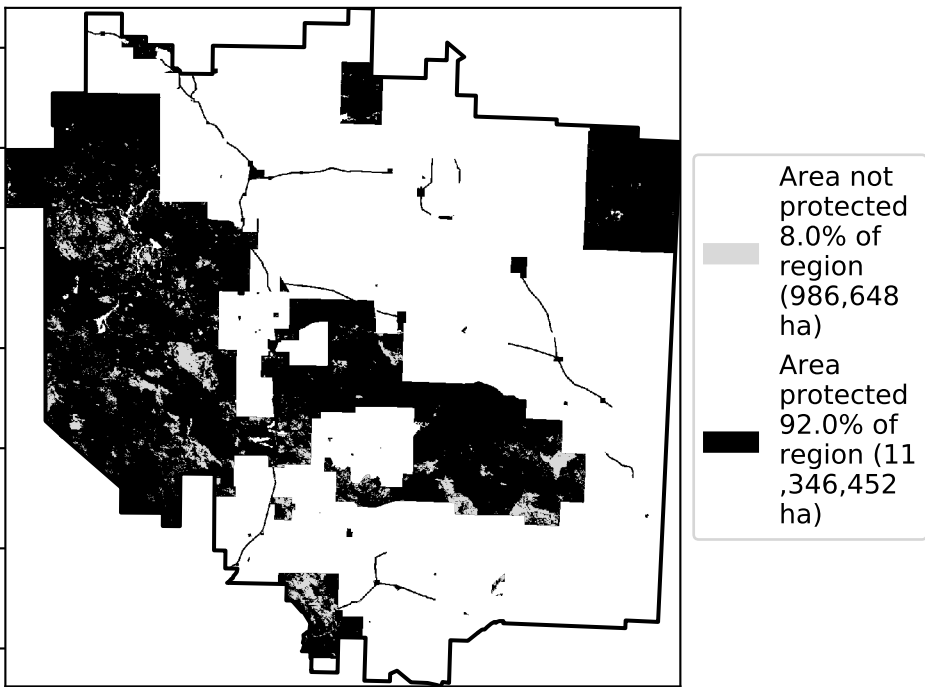 Area not
protected
8.0% of
region
(986,648
ha)
Area
protected
92.0% of
region (11
,346,452
ha)